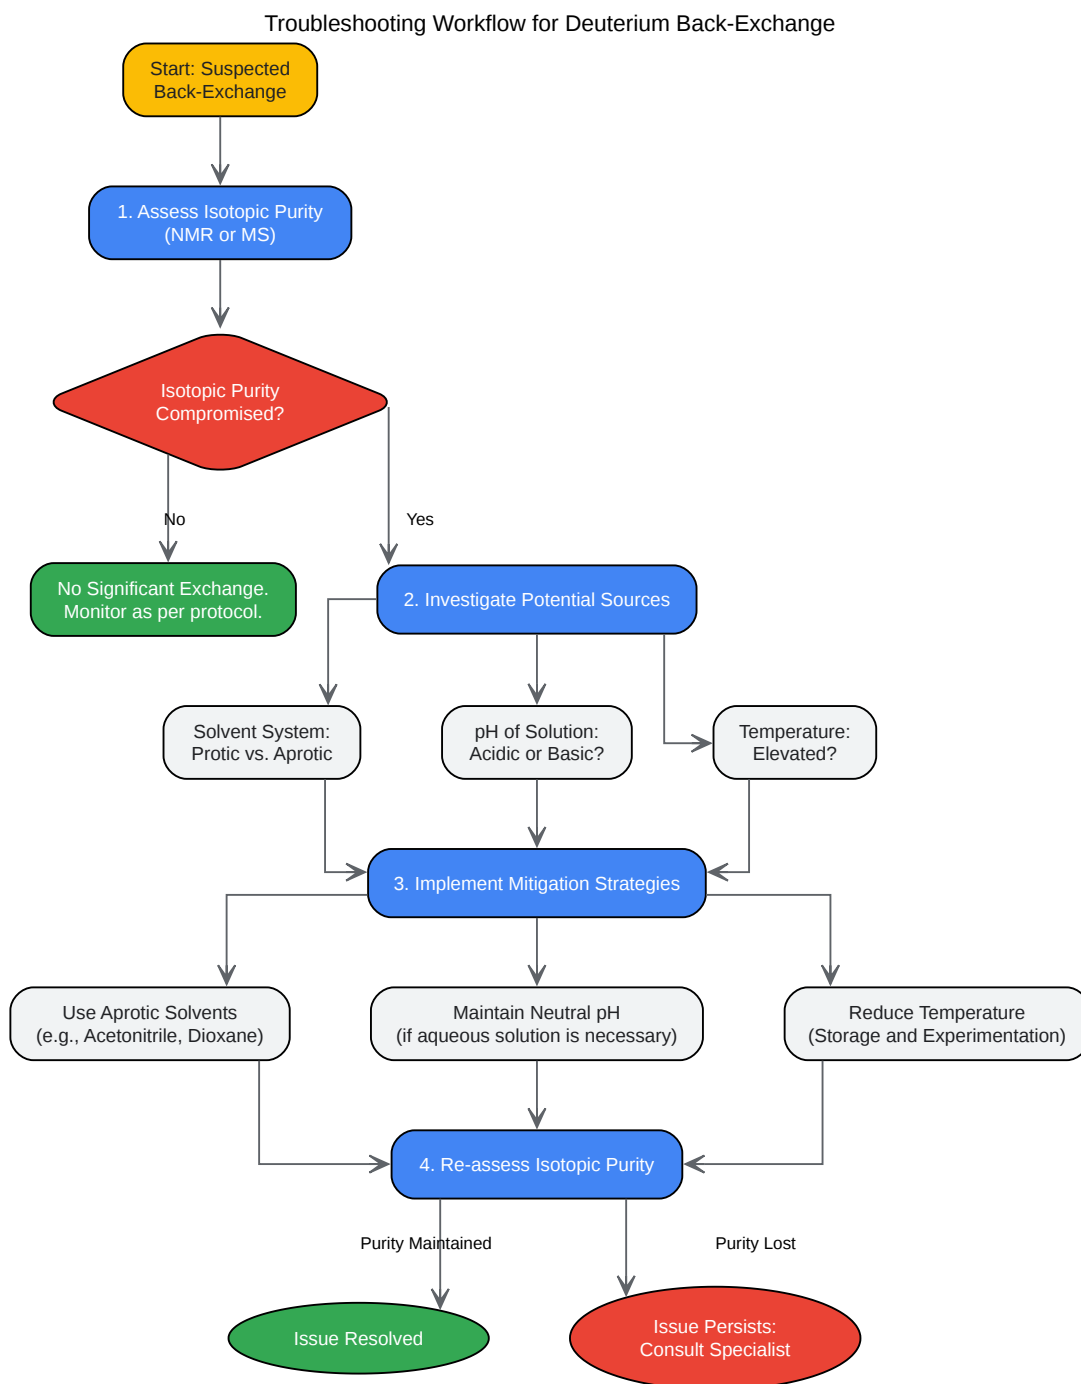 Troubleshooting Workflow for Deuterium Back-Exchange
Start: Suspected
Back-Exchange
1. Assess Isotopic Purity
(NMR or MS)
Isotopic Purity
Compromised?
No
Yes
No Significant Exchange.
Monitor as per protocol.
2. Investigate Potential Sources
Solvent System:
Protic vs. Aprotic
pH of Solution:
Acidic or Basic?
Temperature:
Elevated?
3. Implement Mitigation Strategies
Use Aprotic Solvents
(e.g., Acetonitrile, Dioxane)
Maintain Neutral pH
(if aqueous solution is necessary)
Reduce Temperature
(Storage and Experimentation)
4. Re-assess Isotopic Purity
Purity Maintained
Purity Lost
Issue Resolved
Issue Persists:
Consult Specialist